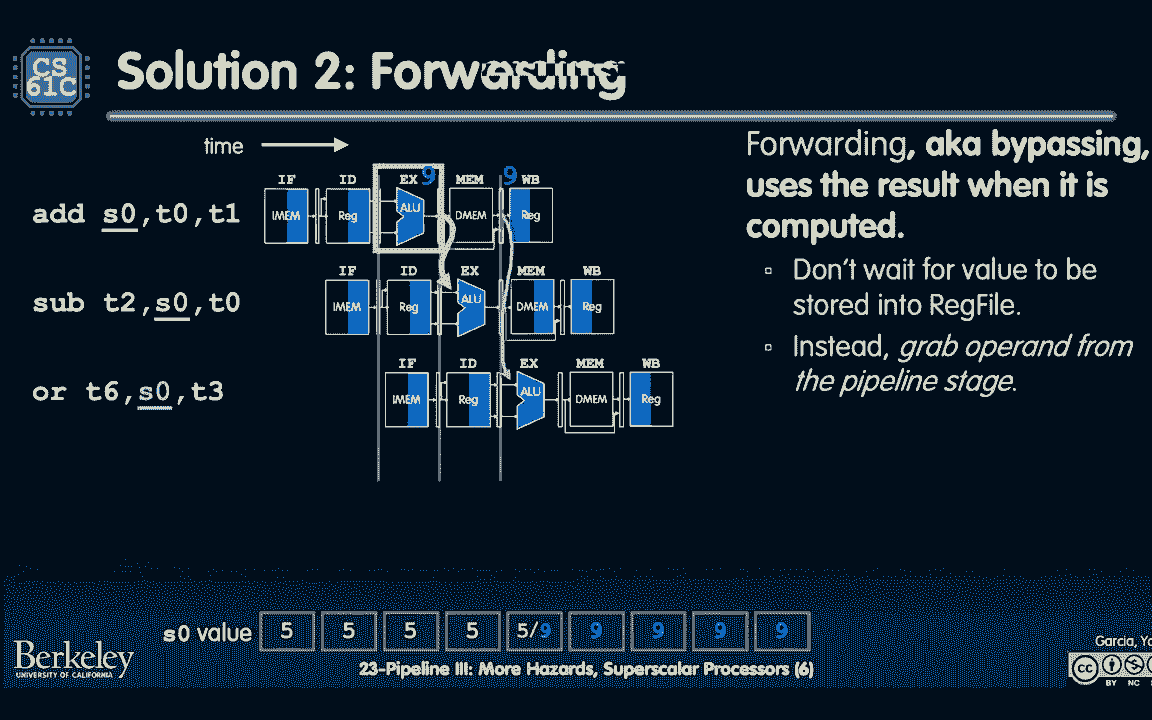 CS
61C
Solution 2: Forwarding
time
Forwarding, aka bypassing,
uses the result when it is
computed.
▫ Don't wait for value to be
stored into RegFile.
▫ Instead, grab operand from
the pipeline stage.
add s0,t0,t1
IF ID EX 9 MEM 9 WB
IMEM Reg ALU DMEM Reg
sub t2,s0,t0
IF ID EX MEM WB
IMEM Reg ALU DMEM Reg
or t6,s0,t3
IF ID EX MEM WB
IMEM Reg ALU DMEM Reg
s0 value 5 5 5 5 5/9 9 9 9 9
Berkeley
UNIVERSITY OF CALIFORNIA
23-Pipeline III: More Hazards, Superscalar Processors (6)
Garcia,
cc
BY NC